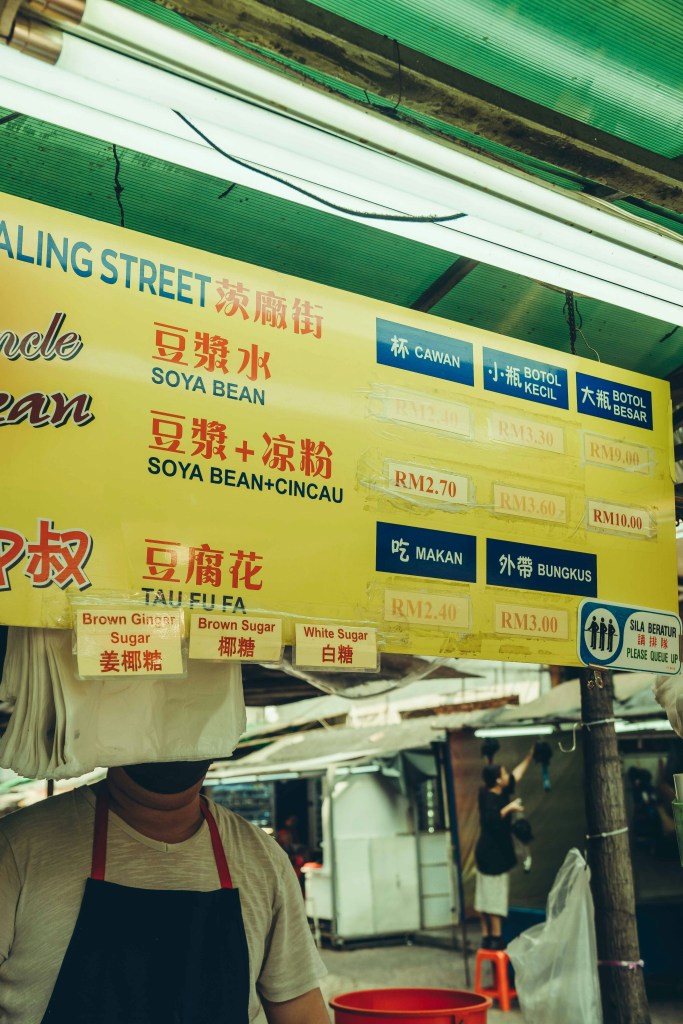 ALING STREET 茨廠街
ncle
ean
叔
豆漿水
SOYA BEAN
豆漿+凉粉
SOYA BEAN+CINCAU
豆腐花
TAU FU FA
杯 CAWAN
小瓶 BOTOL KECIL
大瓶 BOTOL BESAR
RM2.40
RM3.30
RM9.00
RM2.70
RM3.60
RM10.00
吃 MAKAN
外帶 BUNGKUS
RM2.40
RM3.00
Brown Ginger
Sugar
姜椰糖
Brown Sugar
椰糖
White Sugar
白糖
SILA BERATUR
請排隊
PLEASE QUEUE UP